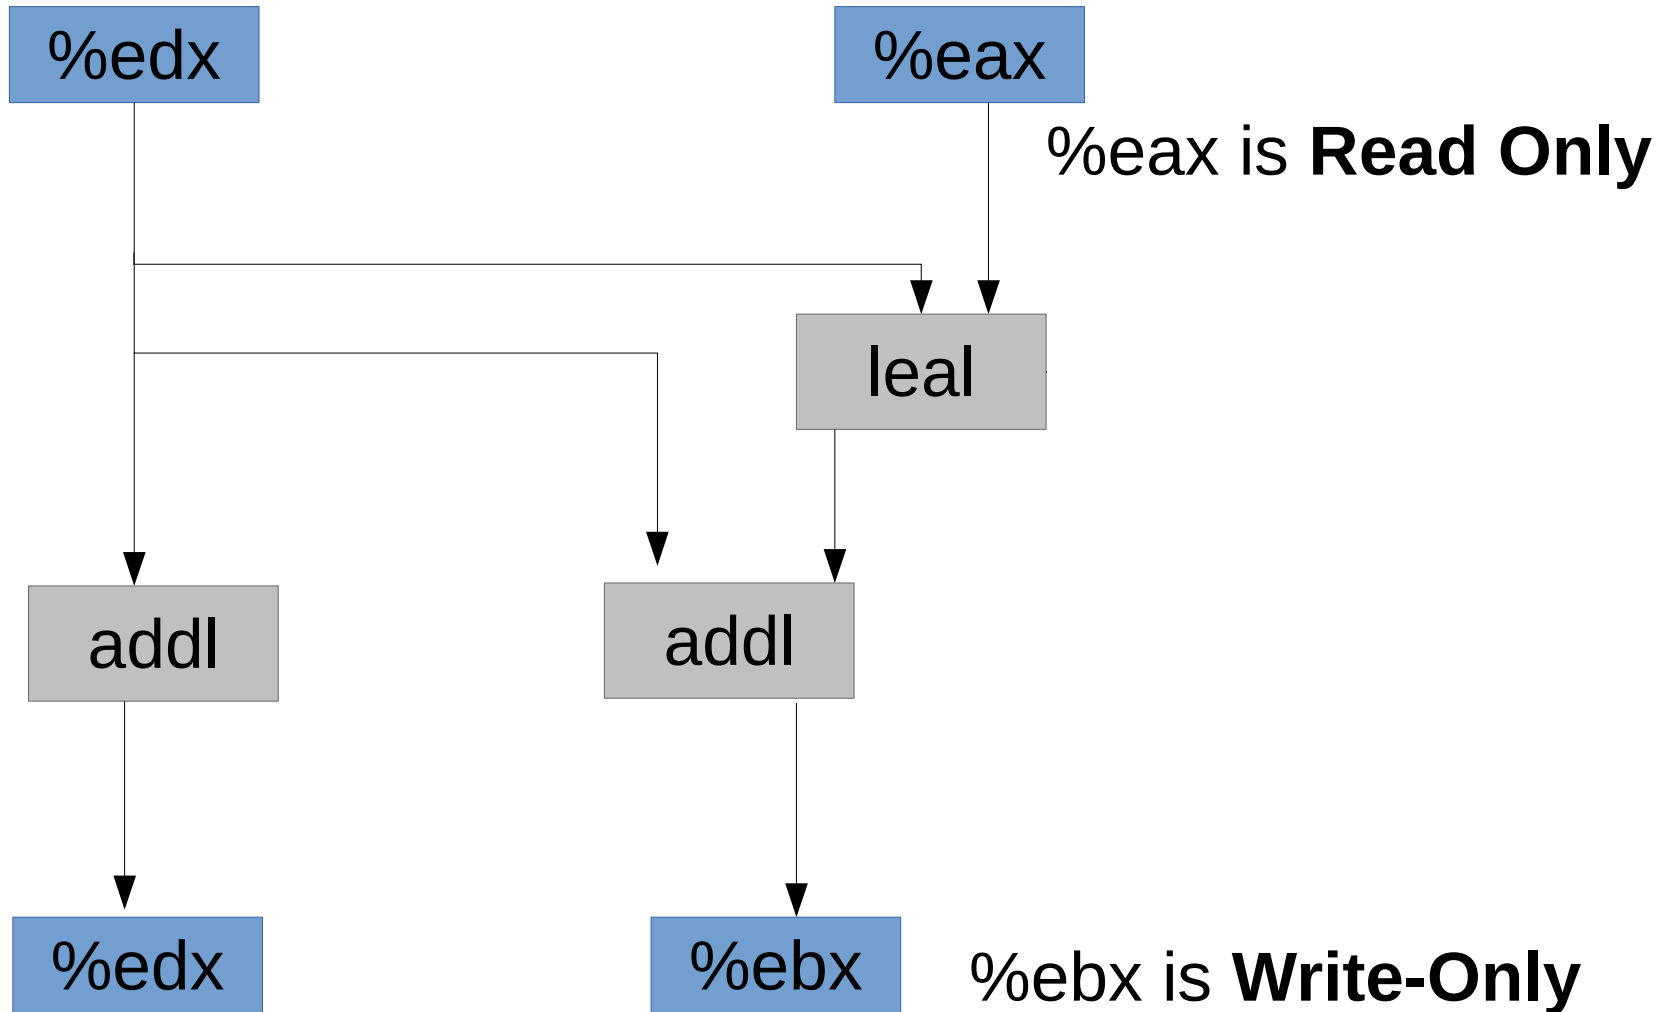 %edx
%eax
%eax is Read Only
leal
addl
addl
%edx
%ebx
%ebx is Write-Only